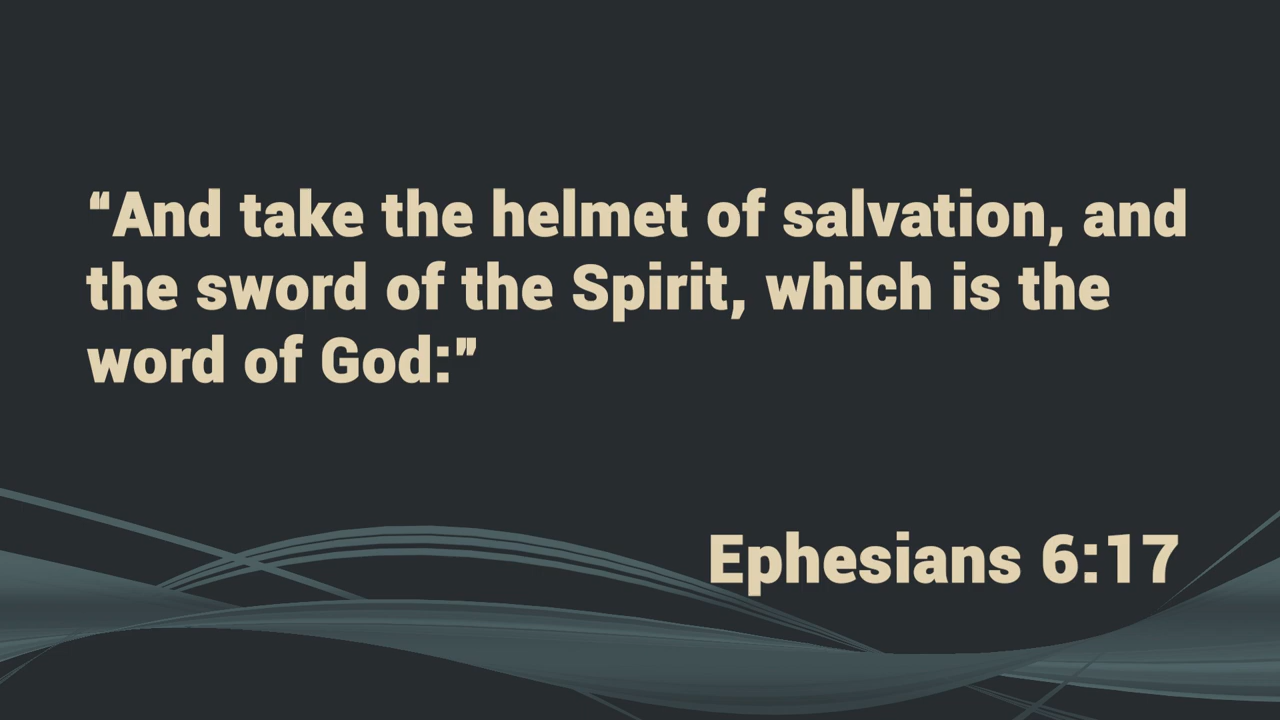 “And take the helmet of salvation, and
the sword of the Spirit, which is the
word of God:”
Ephesians 6:17